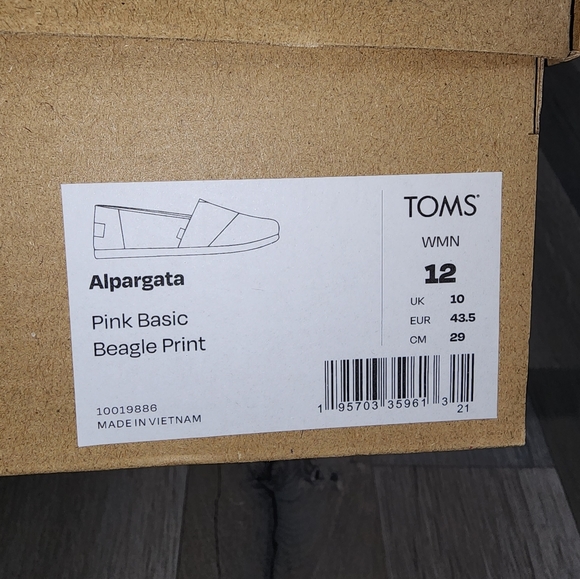 Alpargata
Pink Basic
Beagle Print
10019886
MADE IN VIETNAM
TOMS
WMN
12
UK 10
EUR 43.5
CM 29
1 95703 35961 3
21